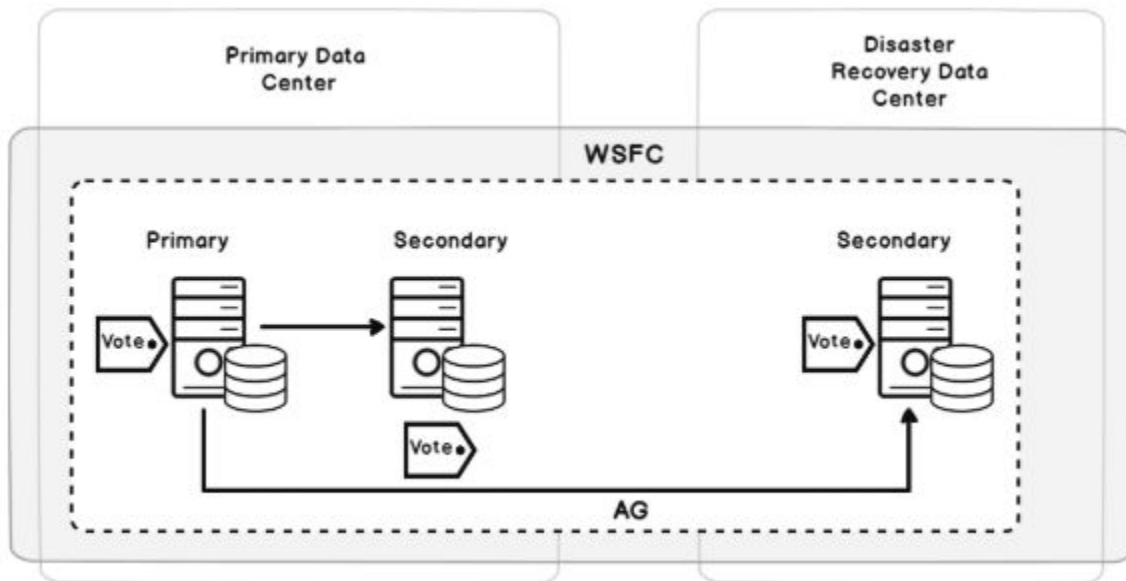 Primary Data
Center
Disaster
Recovery Data
Center
WSFC
Primary
Secondary
Secondary
Vote
Vote
Vote
AG